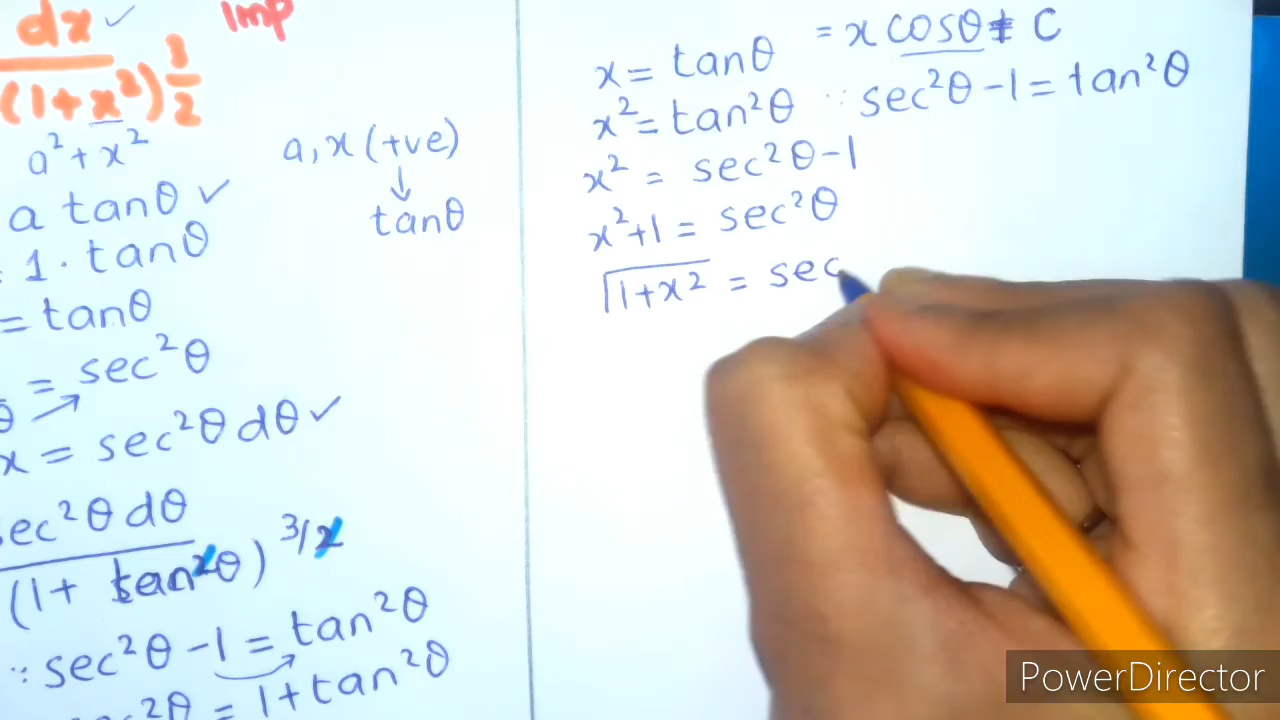 dx ✓ Imp
(1+x²)^3/2
a²+x²
a, x (+ve)
↓
tanθ
a tanθ ✓
= 1 · tanθ
= tanθ
θ = sec²θ
x = sec²θ dθ ✓
sec²θ dθ
(1+ tan²θ)^3/2
∵ sec²θ -1 = tan²θ
sec²θ = 1+tan²θ
= x cosθ + C
x = tanθ
x² = tan²θ ∵ sec²θ -1 = tan²θ
x² = sec²θ -1
x²+1 = sec²θ
√1+x² = sec
PowerDirector